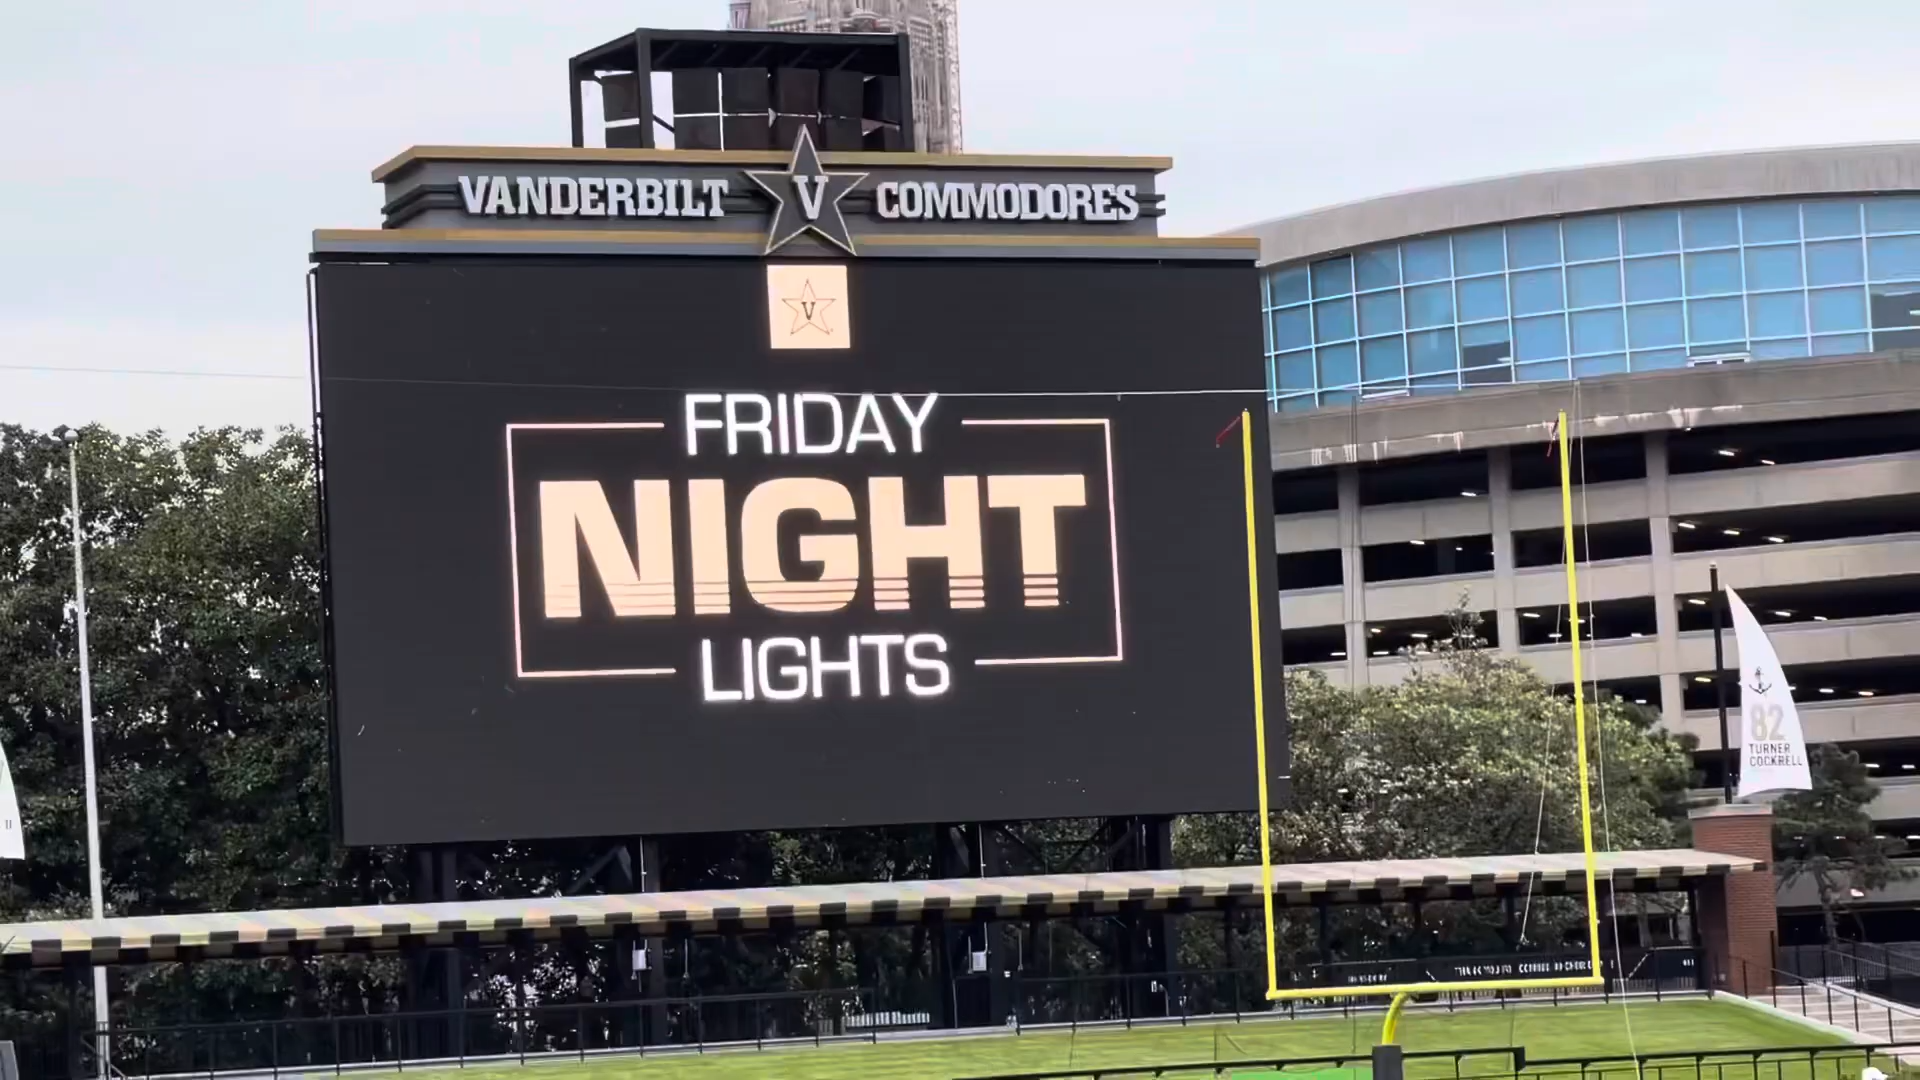 VANDERBILT V COMMODORES
V
FRIDAY
NIGHT
LIGHTS
82
TURNER
COCKRELL